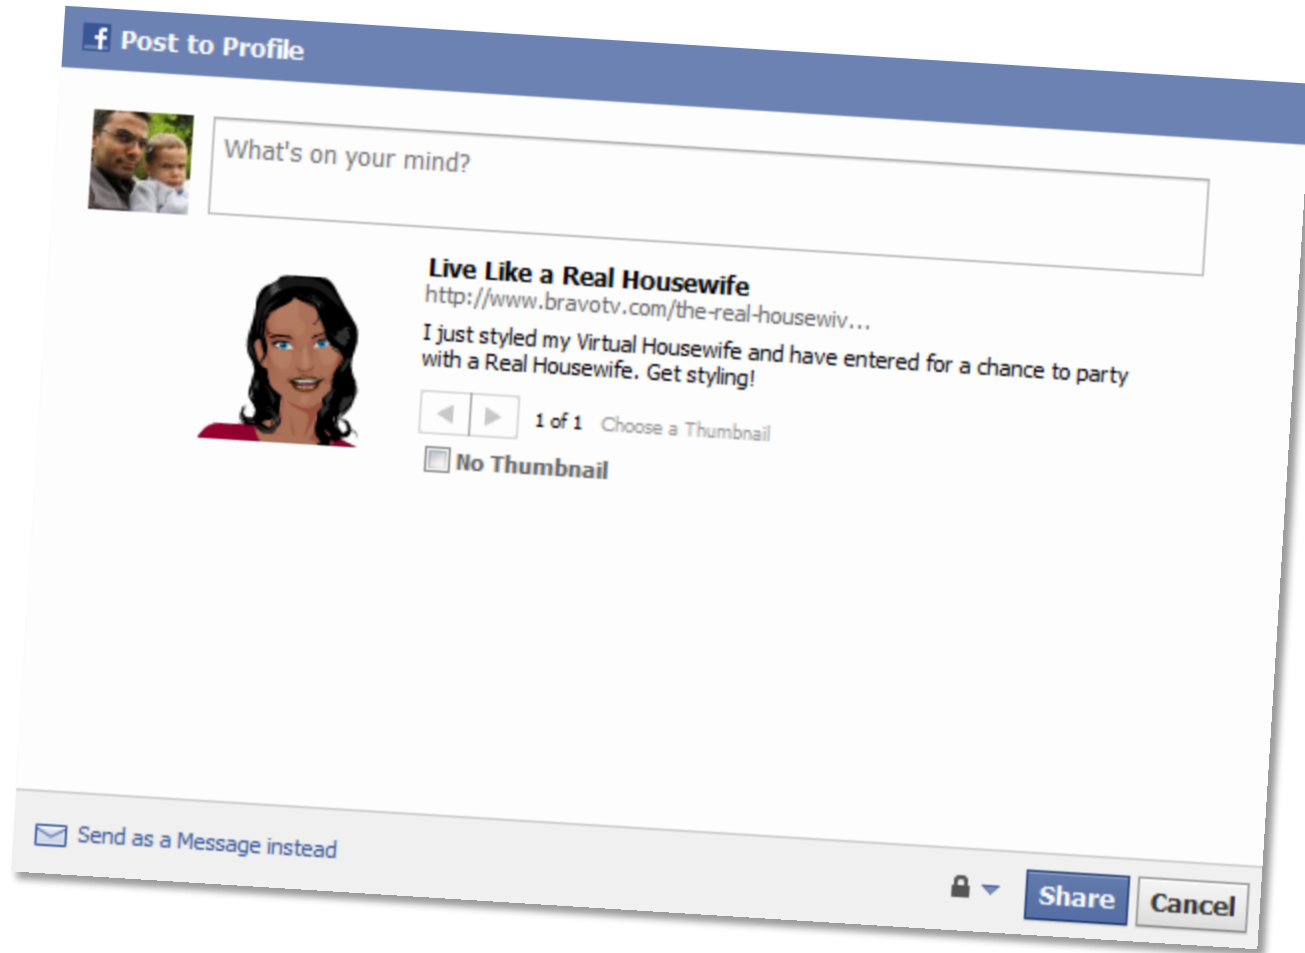 f Post to Profile
What's on your mind?
Live Like a Real Housewife
http://www.bravotv.com/the-real-housewiv...
I just styled my Virtual Housewife and have entered for a chance to party
with a Real Housewife. Get styling!
1 of 1 Choose a Thumbnail
No Thumbnail
Send as a Message instead
Share Cancel